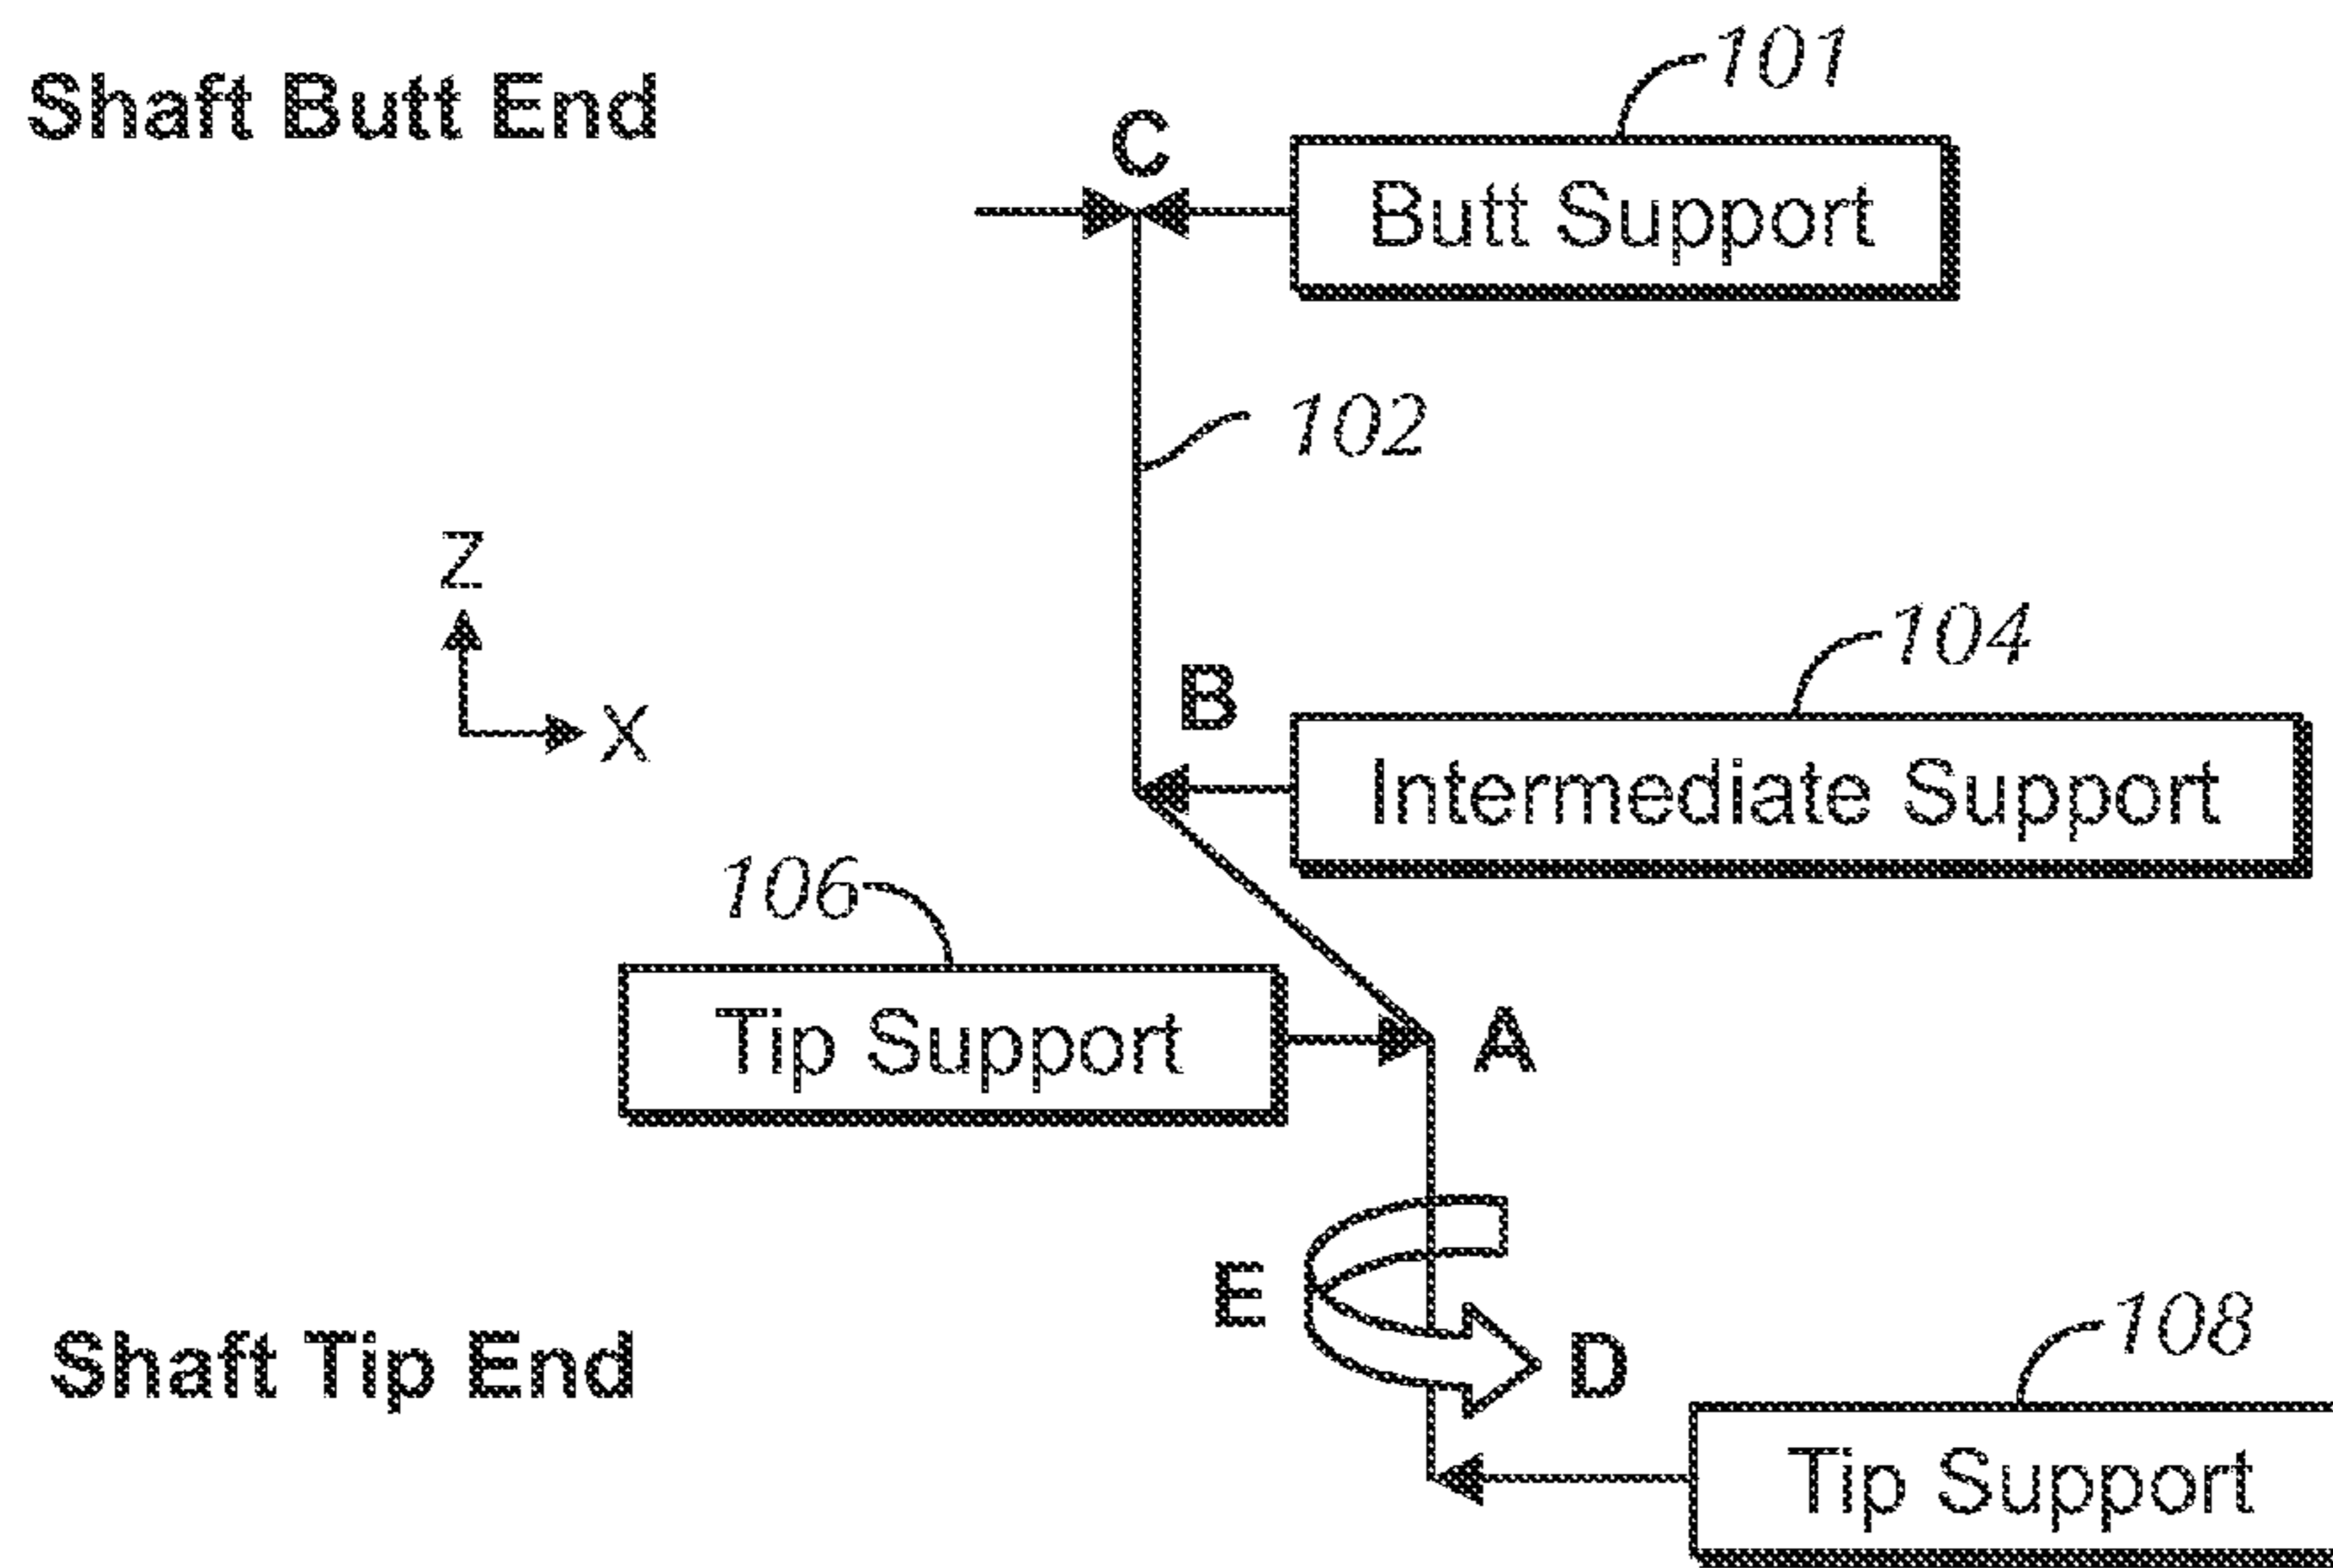 101
Shaft Butt End
C
Butt Support
102
Z
X
104
B
Intermediate Support
106
Tip Support
A
E
108
Shaft Tip End
D
Tip Support